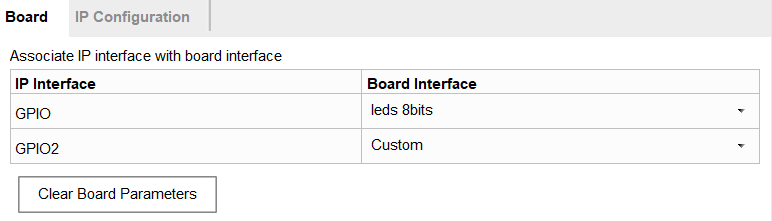 Board IP Configuration
Associate IP interface with board interface
IP Interface Board Interface
GPIO leds 8bits
GPIO2 Custom
Clear Board Parameters